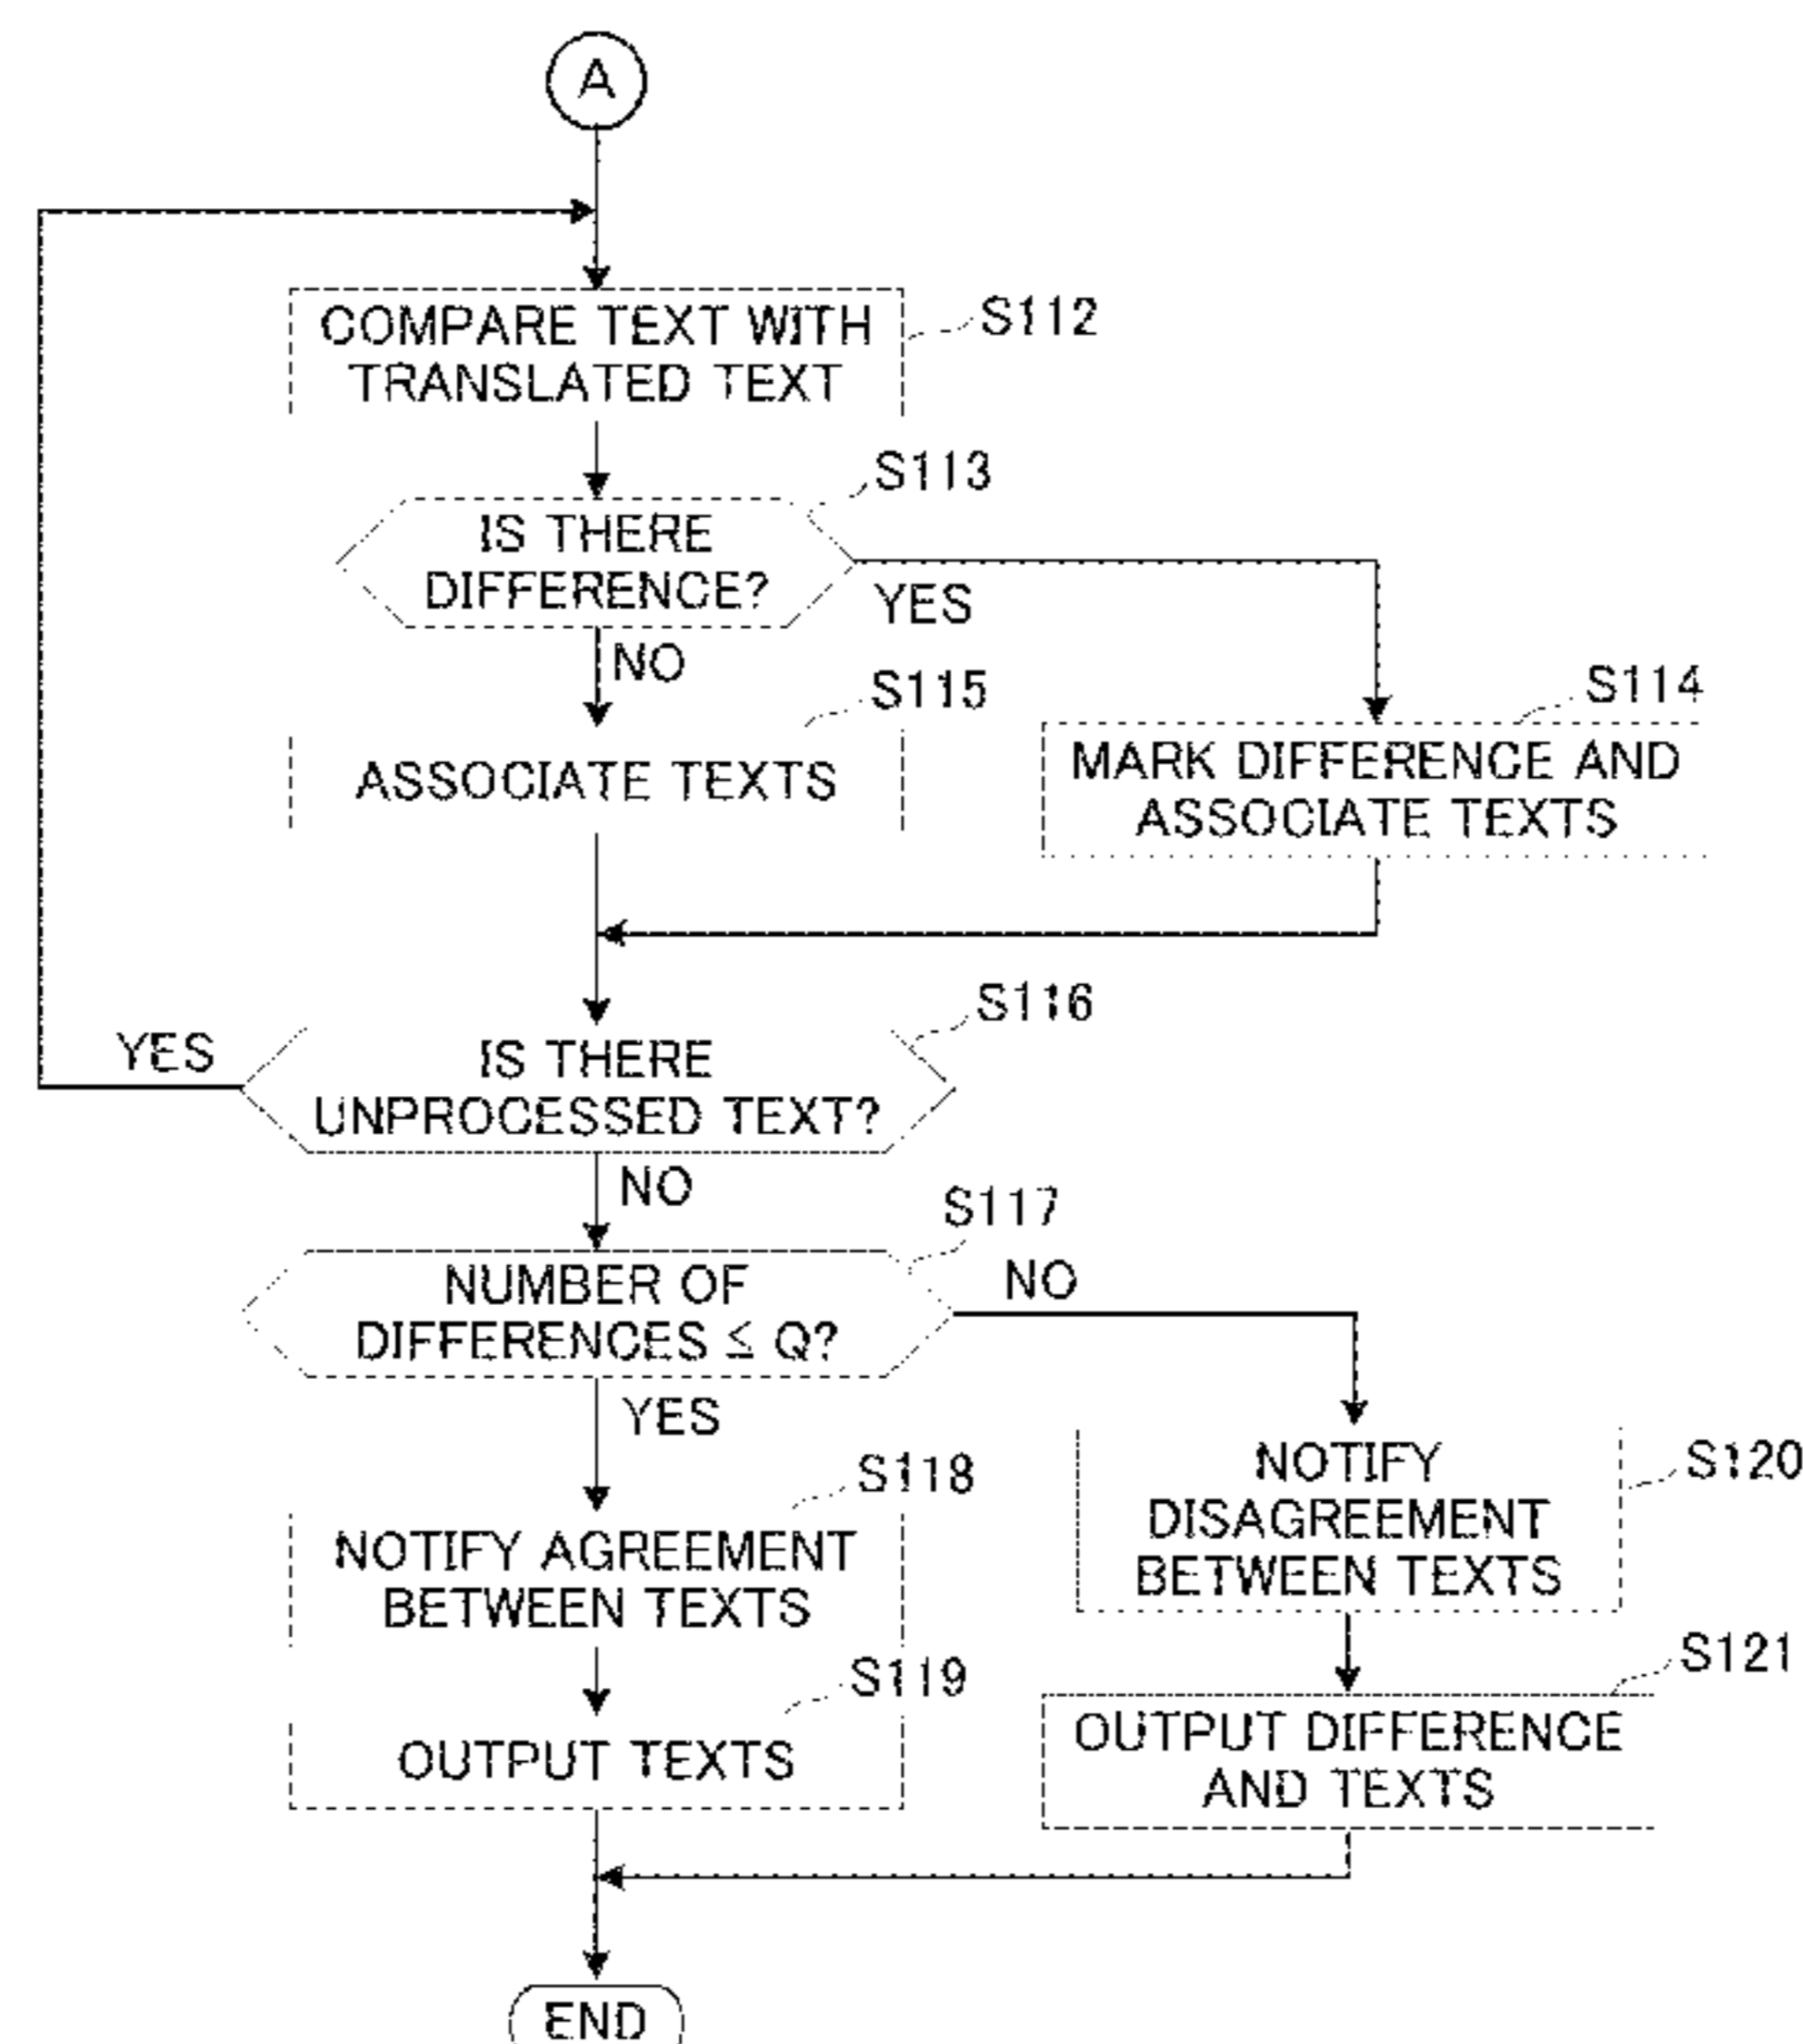 A
COMPARE TEXT WITH
TRANSLATED TEXT
S112
S113
IS THERE
DIFFERENCE?
YES
NO
S115
ASSOCIATE TEXTS
S114
MARK DIFFERENCE AND
ASSOCIATE TEXTS
S116
YES
IS THERE
UNPROCESSED TEXT?
NO
S117
NUMBER OF
DIFFERENCES ≤ Q?
NO
YES
S118
NOTIFY AGREEMENT
BETWEEN TEXTS
S120
NOTIFY
DISAGREEMENT
BETWEEN TEXTS
S119
OUTPUT TEXTS
S121
OUTPUT DIFFERENCE
AND TEXTS
END